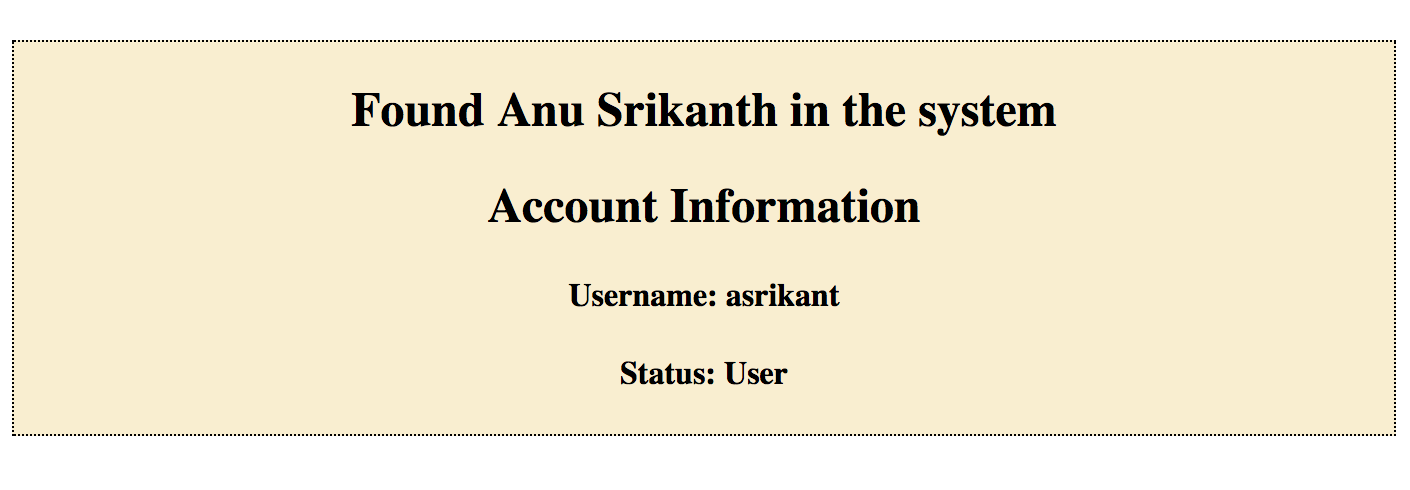 Found Anu Srikanth in the system
Account Information
Username: asrikant
Status: User